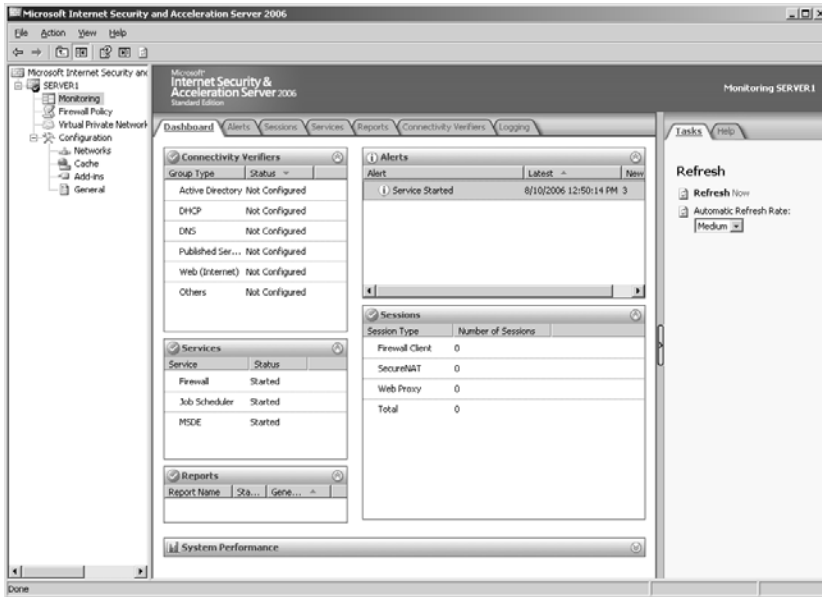 Microsoft Internet Security and Acceleration Server 2006
File Action View Help
Microsoft Internet Security and
SERVER1
Monitoring
Firewall Policy
Virtual Private Network
Configuration
Networks
Cache
Add-ins
General
Microsoft
Internet Security &
Acceleration Server 2006
Standard Edition
Monitoring SERVER1
Dashboard Alerts Sessions Services Reports Connectivity Verifiers Logging
Connectivity Verifiers
Group Type Status
Active Directory Not Configured
DHCP Not Configured
DNS Not Configured
Published Ser... Not Configured
Web (Internet) Not Configured
Others Not Configured
Services
Service Status
Firewall Started
Job Scheduler Started
MSDE Started
Reports
Report Name Sta... Gene...
Alerts
Alert Latest New
Service Started 8/10/2006 12:50:14 PM 3
Sessions
Session Type Number of Sessions
Firewall Client 0
SecureNAT 0
Web Proxy 0
Total 0
System Performance
Tasks Help
Refresh
Refresh Now
Automatic Refresh Rate:
Medium
Done